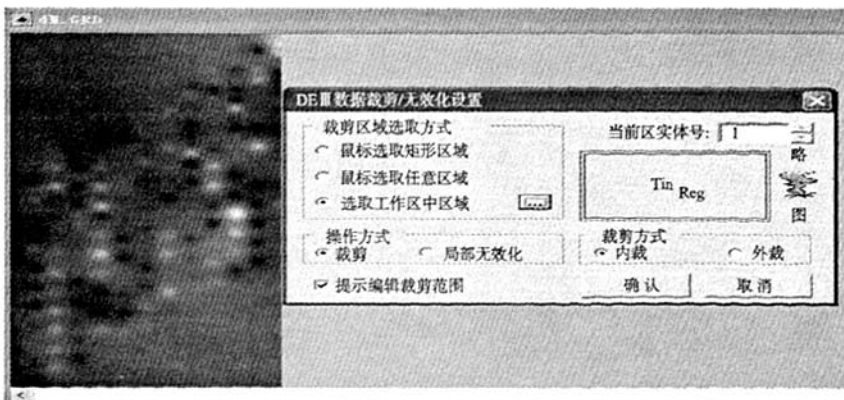 4M.GRD
DEⅢ数据裁剪/无效化设置
裁剪区域选取方式
鼠标选取矩形区域
鼠标选取任意区域
选取工作区中区域
...
当前区实体号: 1
Tin Reg
略
图
操作方式
裁剪 局部无效化
裁剪方式
内裁 外裁
提示编辑裁剪范围
确认 取消